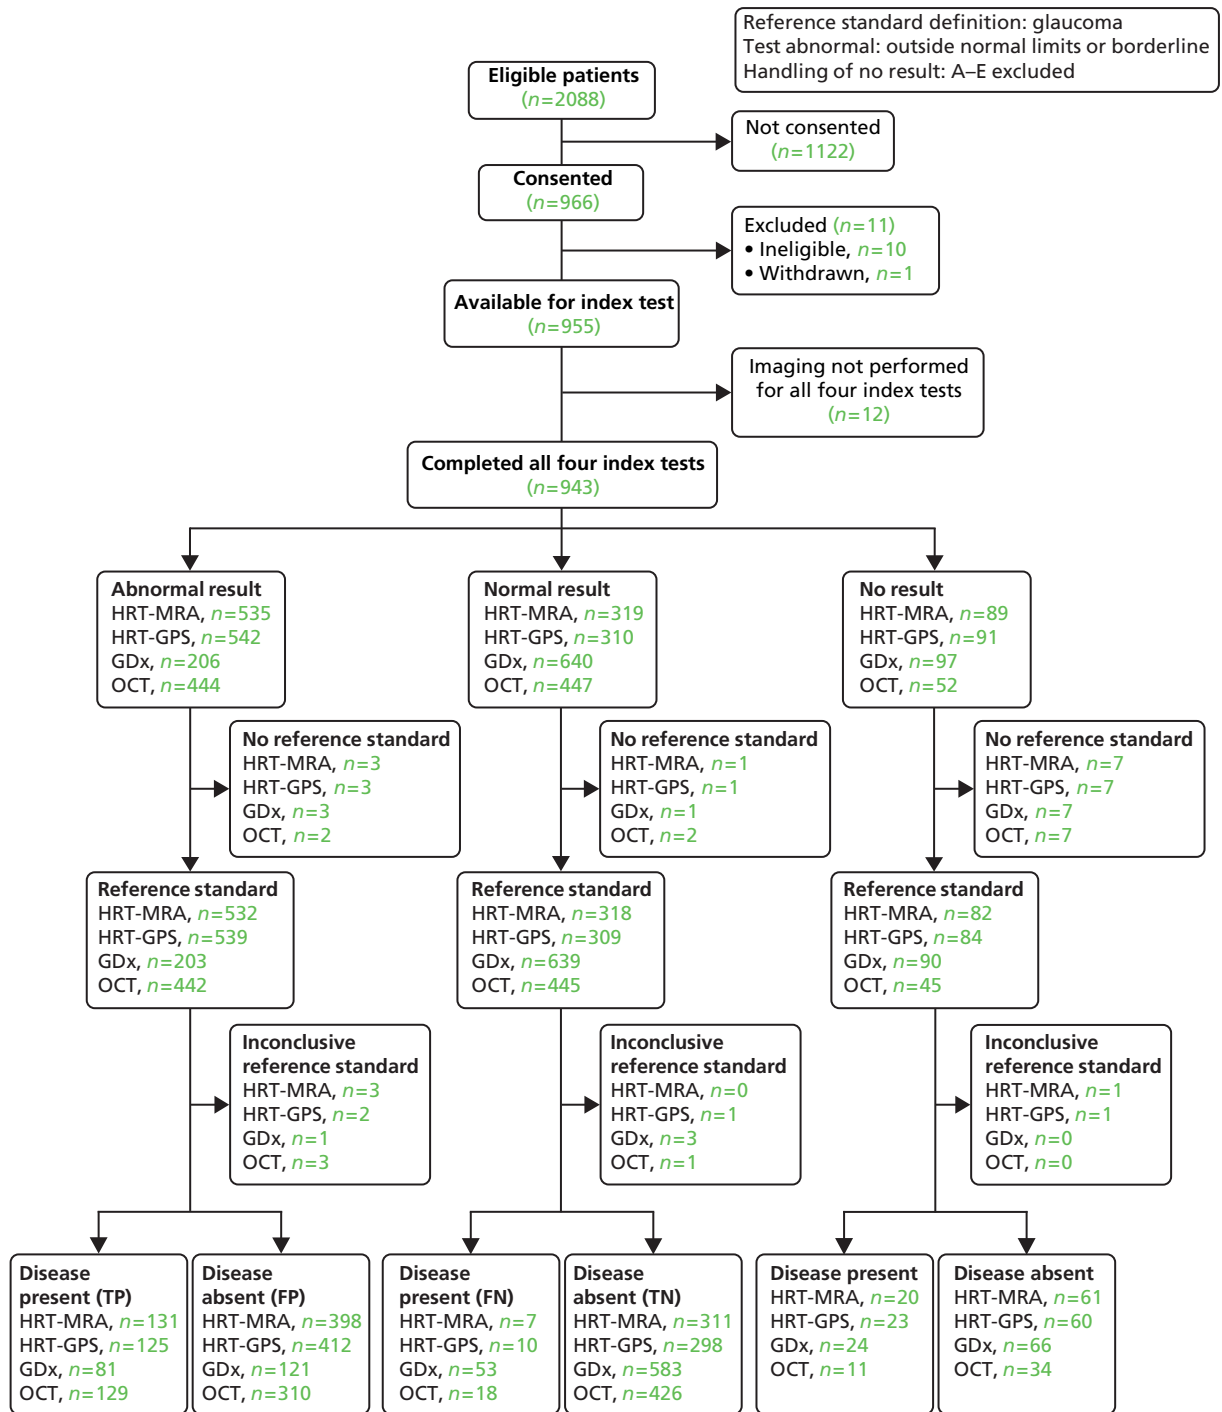 Reference standard definition: glaucoma
Test abnormal: outside normal limits or borderline
Handling of no result: A–E excluded
Eligible patients
(n=2088)
Not consented
(n=1122)
Consented
(n=966)
Excluded (n=11)
• Ineligible, n=10
• Withdrawn, n=1
Available for index test
(n=955)
Imaging not performed
for all four index tests
(n=12)
Completed all four index tests
(n=943)
Abnormal result
HRT-MRA, n=535
HRT-GPS, n=542
GDx, n=206
OCT, n=444
Normal result
HRT-MRA, n=319
HRT-GPS, n=310
GDx, n=640
OCT, n=447
No result
HRT-MRA, n=89
HRT-GPS, n=91
GDx, n=97
OCT, n=52
No reference standard
HRT-MRA, n=3
HRT-GPS, n=3
GDx, n=3
OCT, n=2
No reference standard
HRT-MRA, n=1
HRT-GPS, n=1
GDx, n=1
OCT, n=2
No reference standard
HRT-MRA, n=7
HRT-GPS, n=7
GDx, n=7
OCT, n=7
Reference standard
HRT-MRA, n=532
HRT-GPS, n=539
GDx, n=203
OCT, n=442
Reference standard
HRT-MRA, n=318
HRT-GPS, n=309
GDx, n=639
OCT, n=445
Reference standard
HRT-MRA, n=82
HRT-GPS, n=84
GDx, n=90
OCT, n=45
Inconclusive
reference standard
HRT-MRA, n=3
HRT-GPS, n=2
GDx, n=1
OCT, n=3
Inconclusive
reference standard
HRT-MRA, n=0
HRT-GPS, n=1
GDx, n=3
OCT, n=1
Inconclusive
reference standard
HRT-MRA, n=1
HRT-GPS, n=1
GDx, n=0
OCT, n=0
Disease
present (TP)
HRT-MRA, n=131
HRT-GPS, n=125
GDx, n=81
OCT, n=129
Disease
absent (FP)
HRT-MRA, n=398
HRT-GPS, n=412
GDx, n=121
OCT, n=310
Disease
present (FN)
HRT-MRA, n=7
HRT-GPS, n=10
GDx, n=53
OCT, n=18
Disease
absent (TN)
HRT-MRA, n=311
HRT-GPS, n=298
GDx, n=583
OCT, n=426
Disease present
HRT-MRA, n=20
HRT-GPS, n=23
GDx, n=24
OCT, n=11
Disease absent
HRT-MRA, n=61
HRT-GPS, n=60
GDx, n=66
OCT, n=34